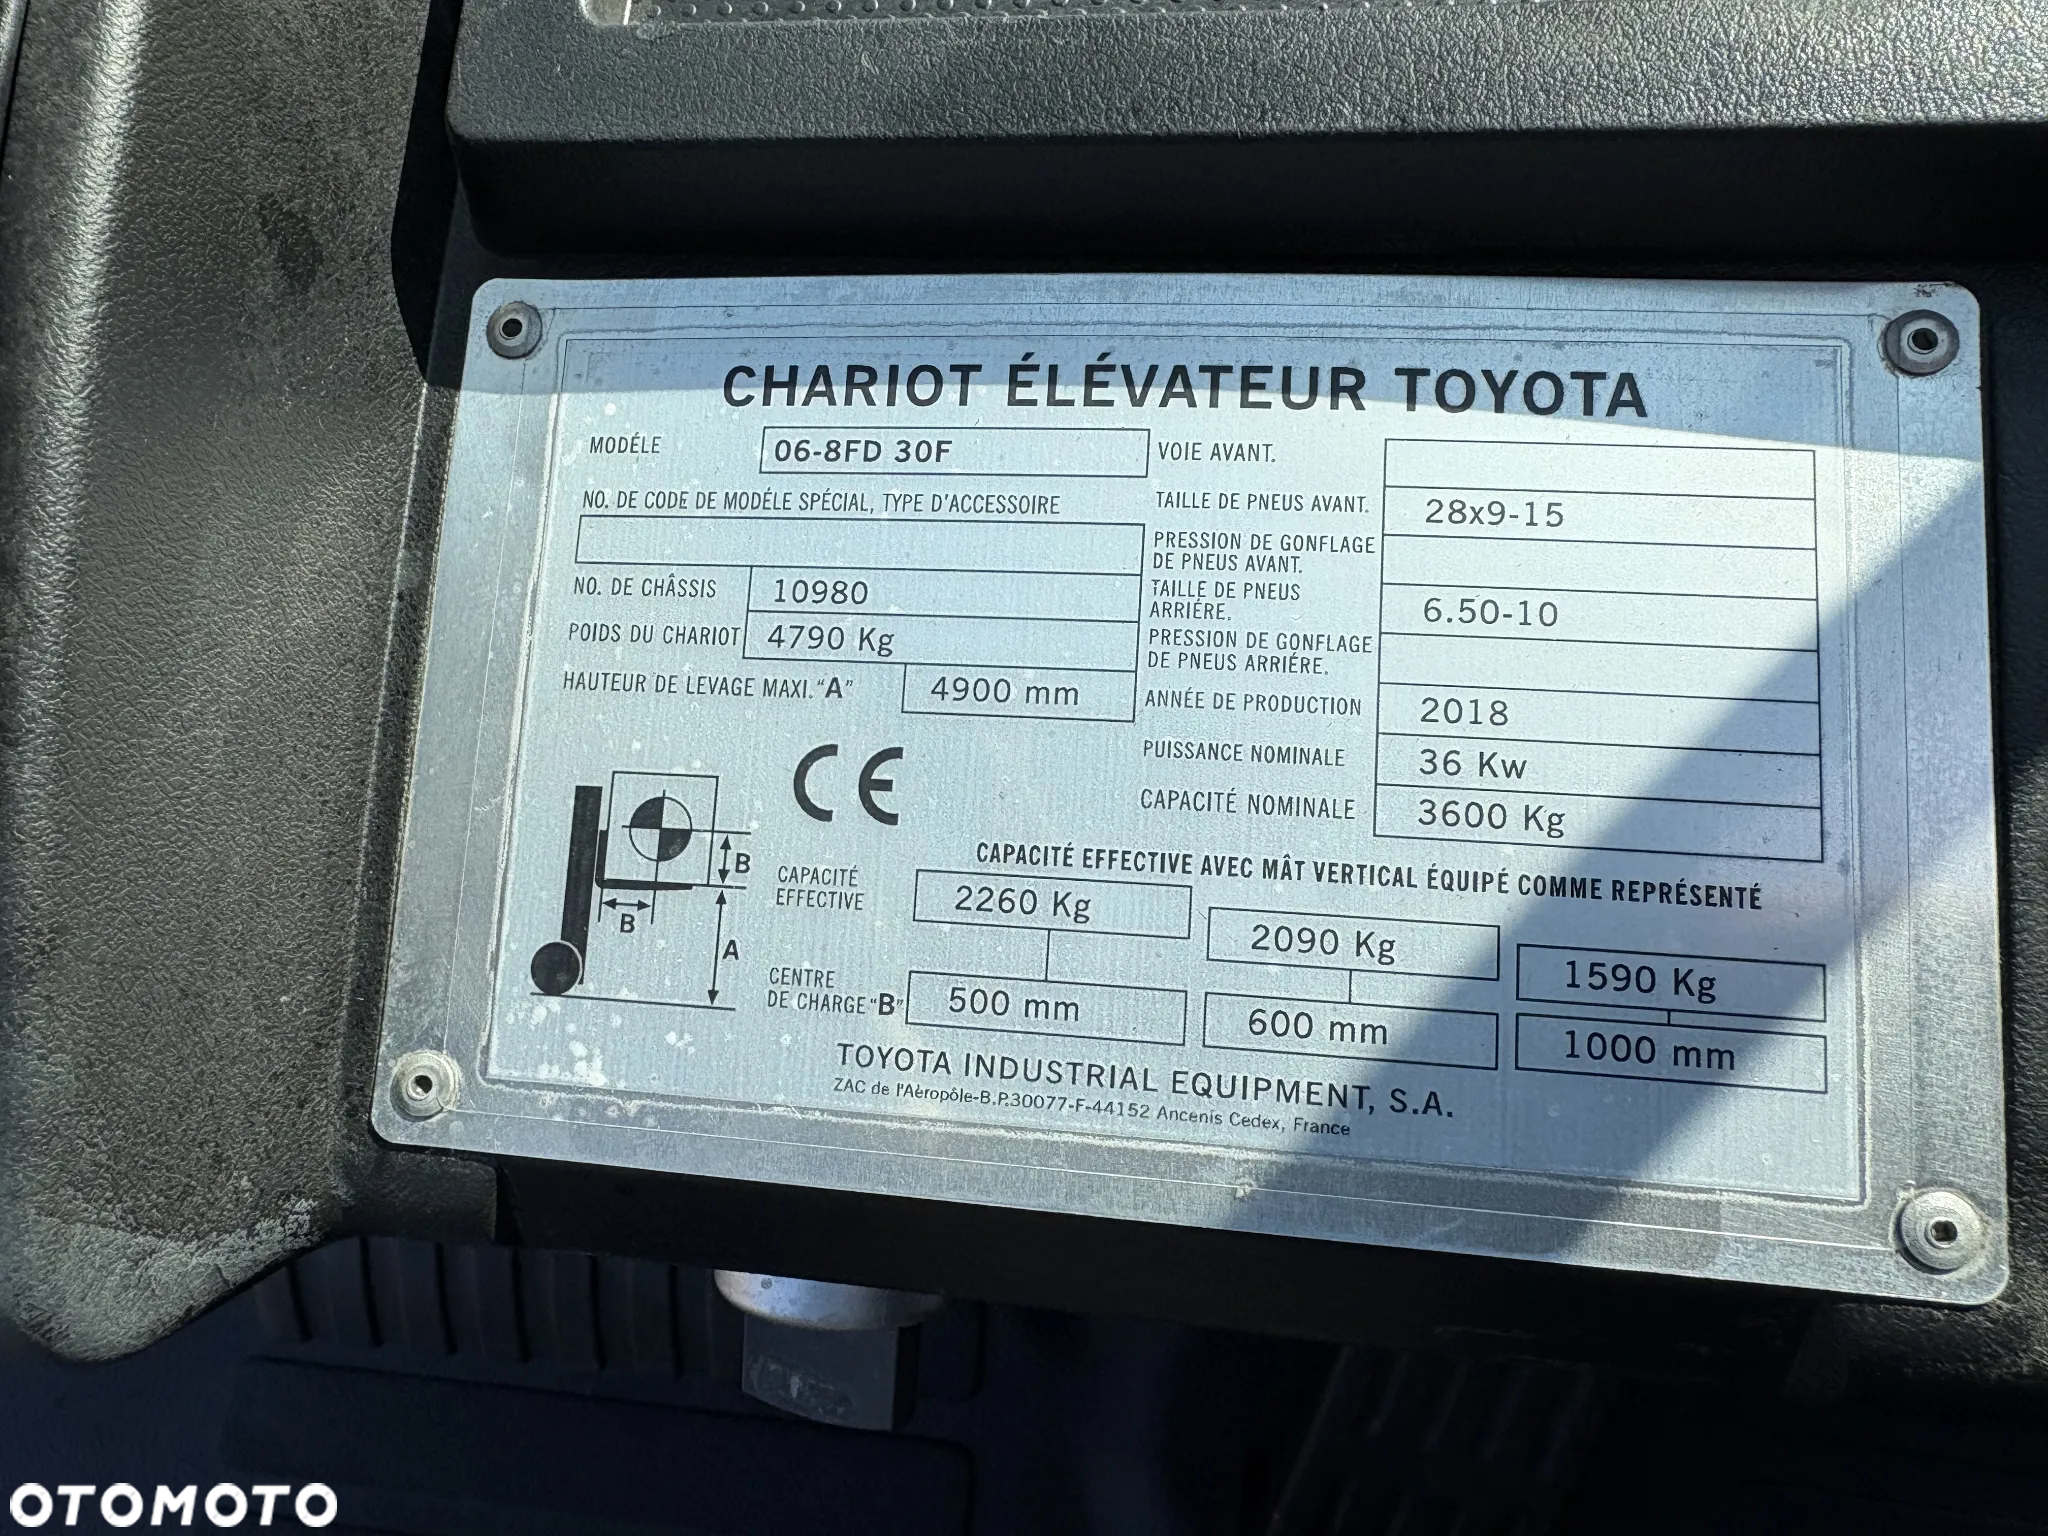 CHARIOT ÉLÉVATEUR TOYOTA
MODÉLE 06-8FD 30F
NO. DE CODE DE MODÉLE SPÉCIAL, TYPE D'ACCESSOIRE
NO. DE CHÂSSIS 10980
POIDS DU CHARIOT 4790 Kg
HAUTEUR DE LEVAGE MAXI. "A" 4900 mm
VOIE AVANT.
TAILLE DE PNEUS AVANT. 28x9-15
PRESSION DE GONFLAGE
DE PNEUS AVANT.
TAILLE DE PNEUS
ARRIÉRE. 6.50-10
PRESSION DE GONFLAGE
DE PNEUS ARRIÉRE.
ANNÉE DE PRODUCTION 2018
PUISSANCE NOMINALE 36 Kw
CAPACITÉ NOMINALE 3600 Kg
CE
B
B
A
CAPACITÉ EFFECTIVE AVEC MÂT VERTICAL ÉQUIPÉ COMME REPRÉSENTÉ
CAPACITÉ
EFFECTIVE 2260 Kg 2090 Kg 1590 Kg
CENTRE
DE CHARGE "B" 500 mm 600 mm 1000 mm
TOYOTA INDUSTRIAL EQUIPMENT, S.A.
ZAC de l'Aèropôle-B.P.30077-F-44152 Ancenis Cedex, France
OTOMOTO